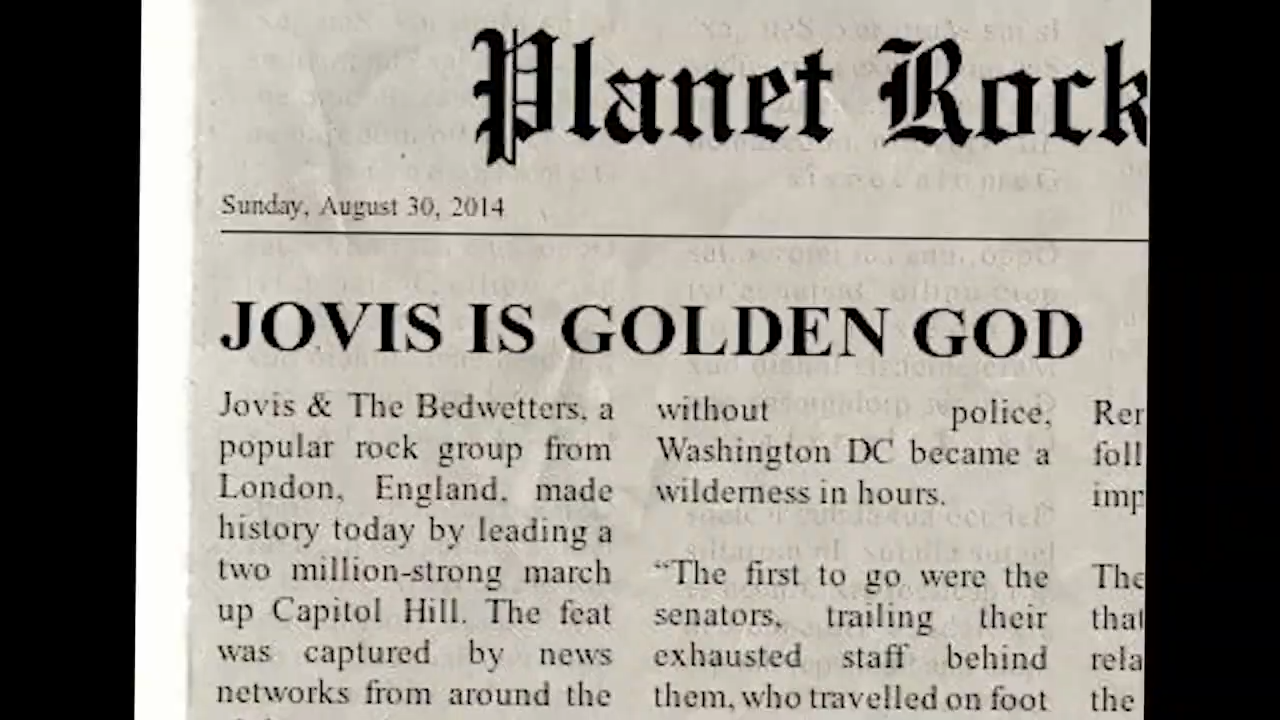 Planet Rock
Sunday, August 30, 2014
JOVIS IS GOLDEN GOD
Jovis & The Bedwetters, a
popular rock group from
London, England, made
history today by leading a
two million-strong march
up Capitol Hill. The feat
was captured by news
networks from around the
without police,
Washington DC became a
wilderness in hours.
“The first to go were the
senators, trailing their
exhausted staff behind
them, who travelled on foot
the